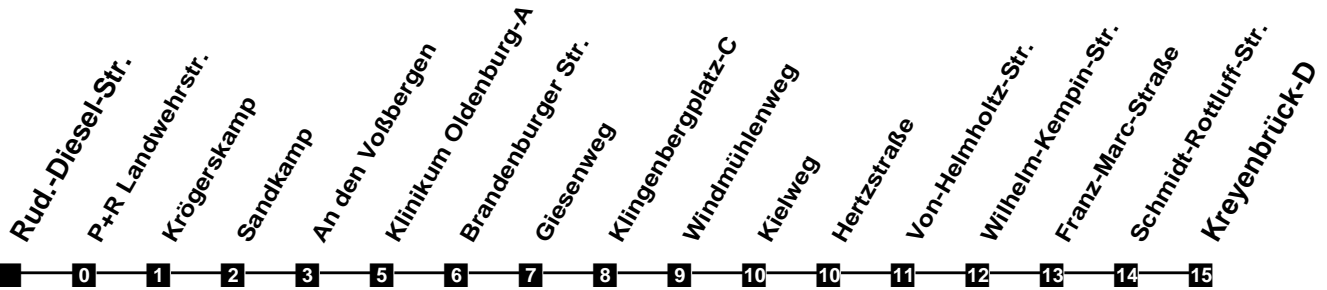 Rud.-Diesel-Str.
P+R Landwehrstr.
Krögerskamp
Sandkamp
An den Voßbergen
Klinikum Oldenburg-A
Brandenburger Str.
Giesenweg
Klingenbergplatz-C
Windmühlenweg
Kielweg
Hertzstraße
Von-Helmholtz-Str.
Wilhelm-Kempin-Str.
Franz-Marc-Straße
Schmidt-Rottluff-Str.
Kreyenbrück-D
0 1 2 3 5 6 7 8 9 10 10 11 12 13 14 15